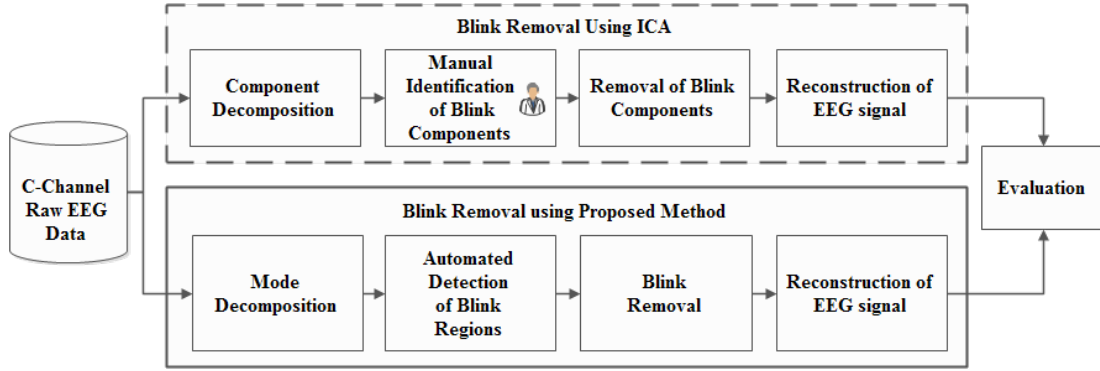 Blink Removal Using ICA
Component
Decomposition
Manual
Identification
of Blink
Components
Removal of Blink
Components
Reconstruction of
EEG signal
C-Channel
Raw EEG
Data
Evaluation
Blink Removal using Proposed Method
Mode
Decomposition
Automated
Detection
of Blink
Regions
Blink
Removal
Reconstruction of
EEG signal